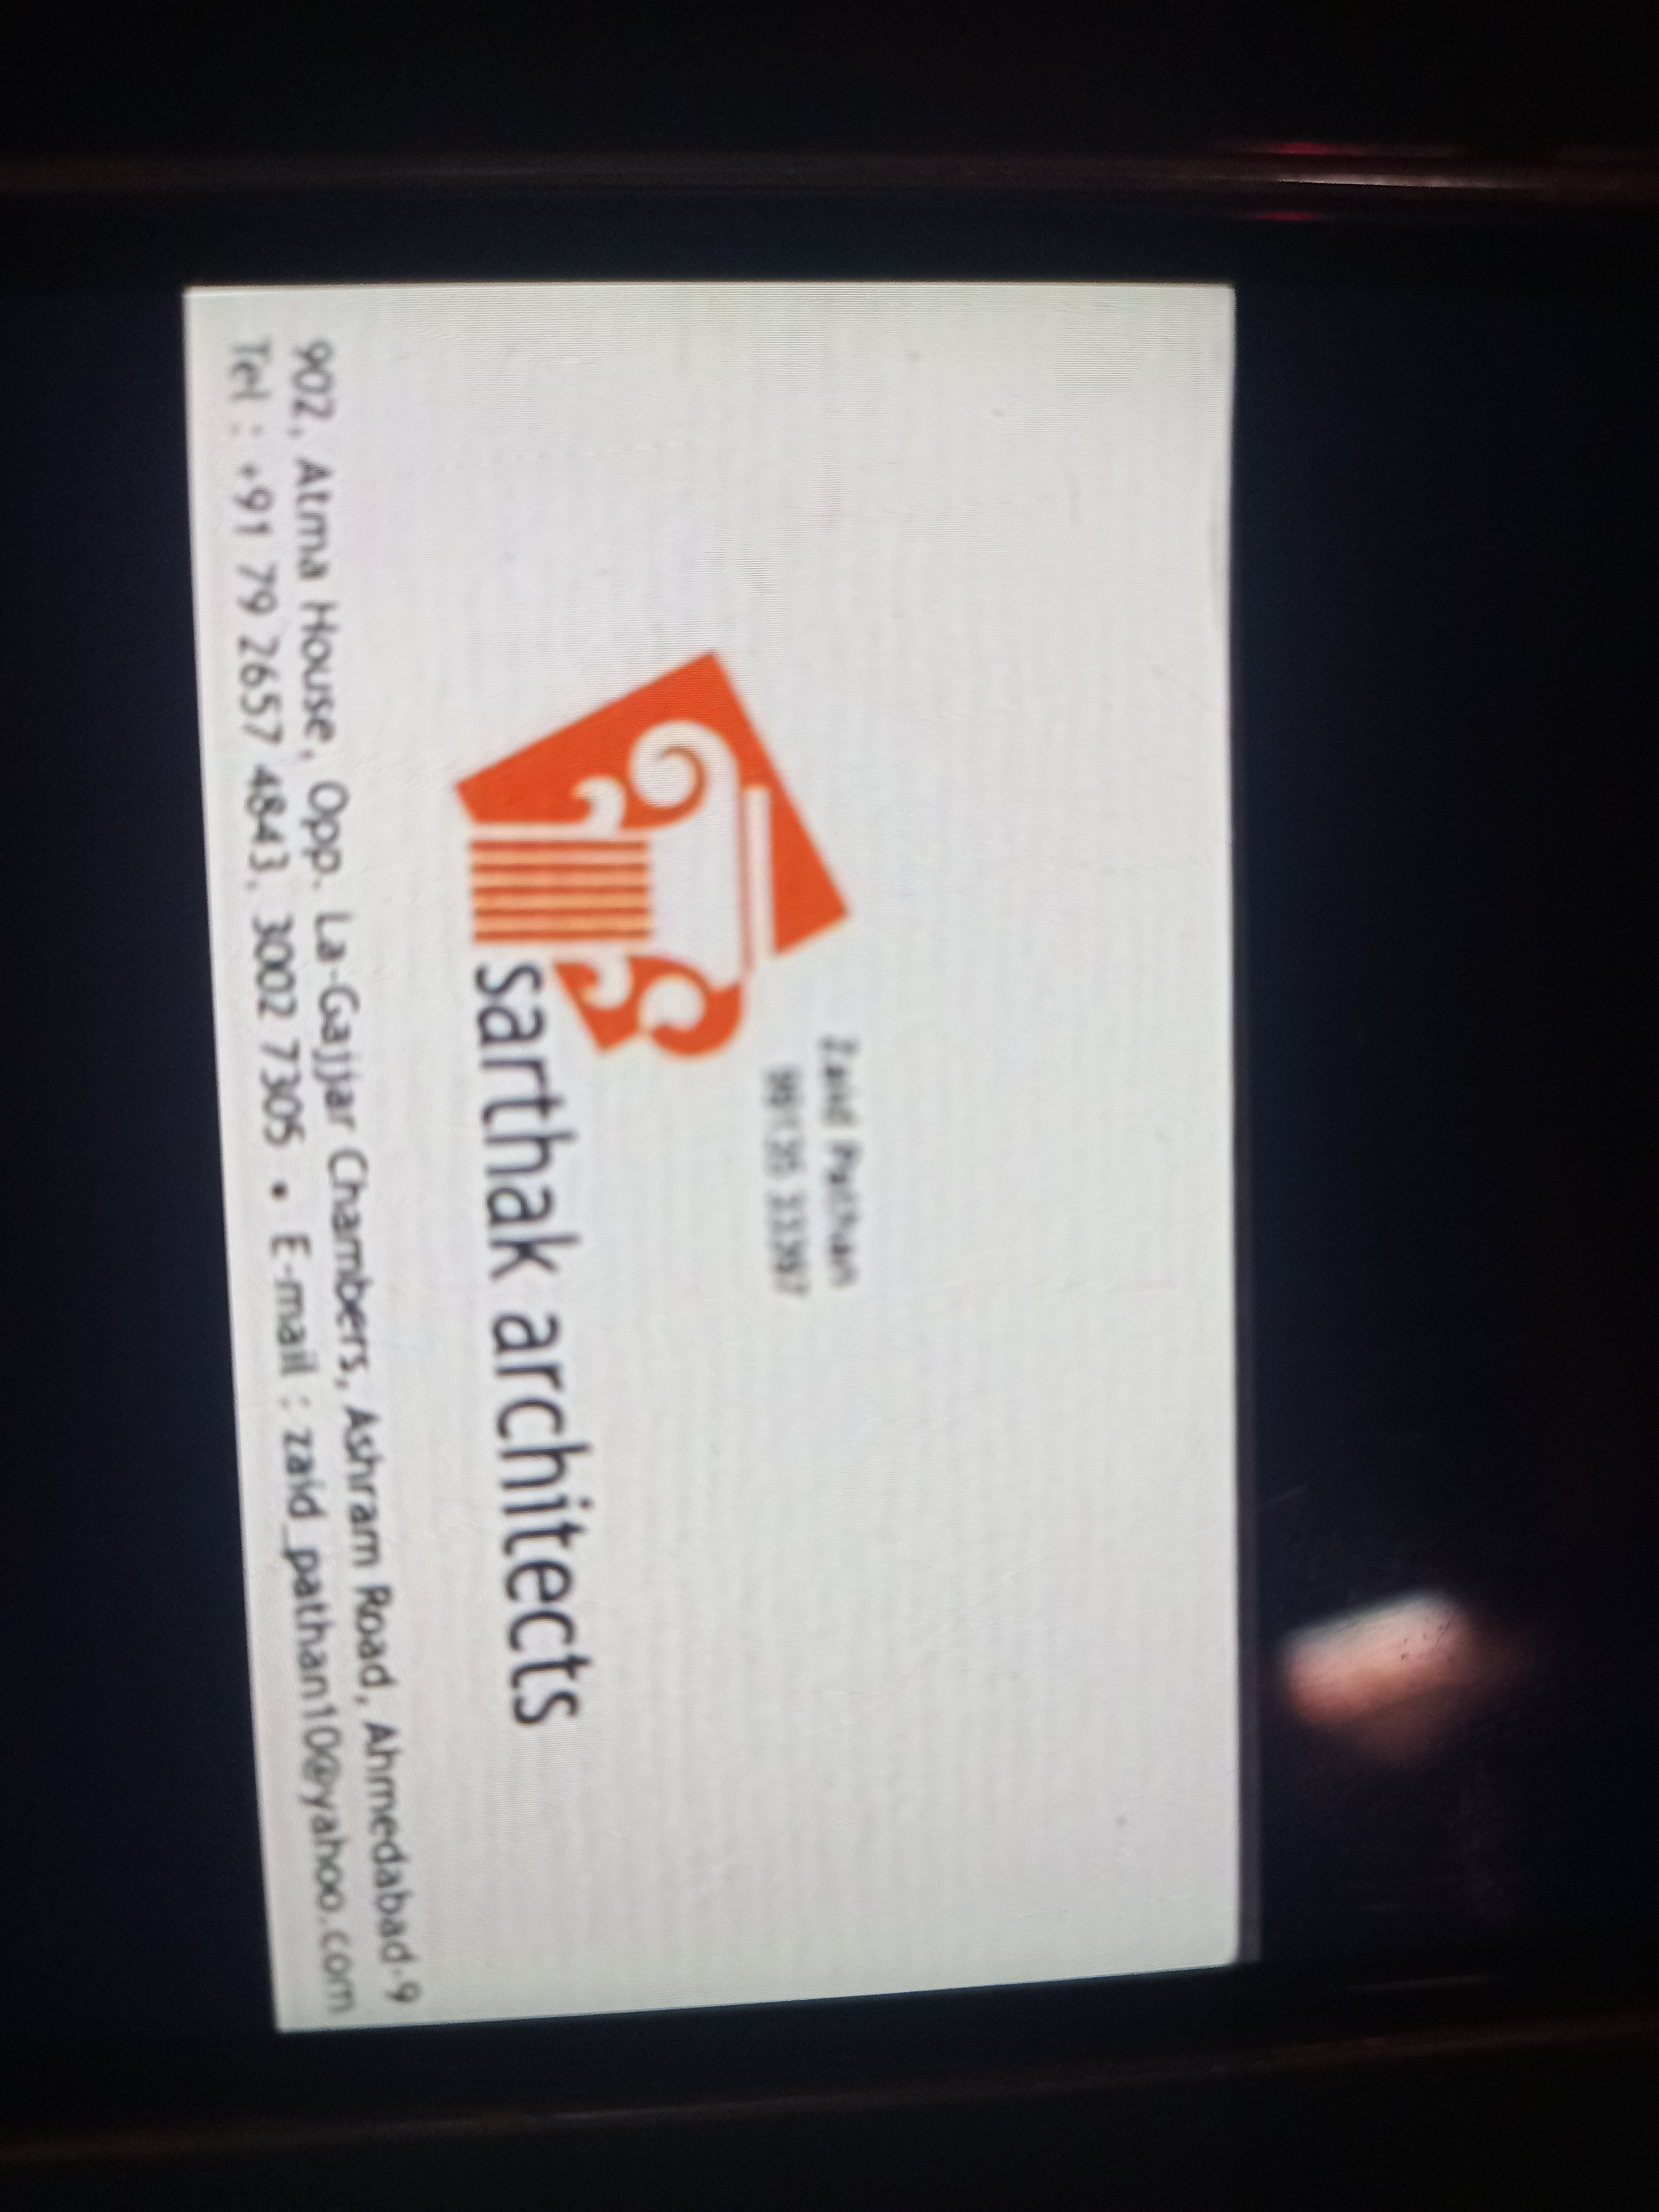 Zaid Pathan
sarthak architects
902, Atma House, Opp. La-Gajjar Chambers, Ashram Road, Ahmedabad-9
Tel : +91 79 2657 4843, 3002 7305 • E-mail : zaid_pathan10@yahoo.com